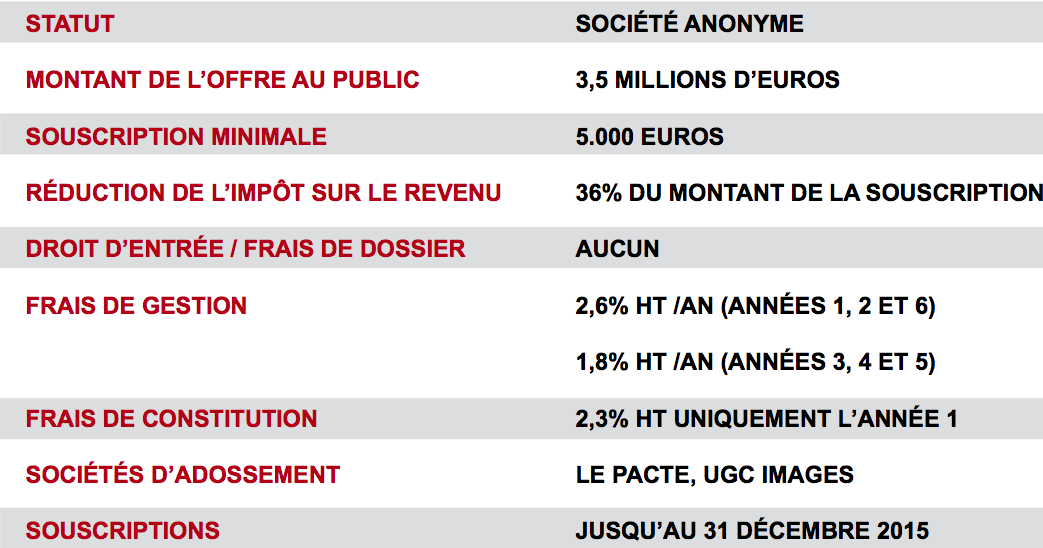 STATUT SOCIÉTÉ ANONYME
MONTANT DE L’OFFRE AU PUBLIC 3,5 MILLIONS D’EUROS
SOUSCRIPTION MINIMALE 5.000 EUROS
RÉDUCTION DE L’IMPÔT SUR LE REVENU 36% DU MONTANT DE LA SOUSCRIPTION
DROIT D’ENTRÉE / FRAIS DE DOSSIER AUCUN
FRAIS DE GESTION 2,6% HT /AN (ANNÉES 1, 2 ET 6)
1,8% HT /AN (ANNÉES 3, 4 ET 5)
FRAIS DE CONSTITUTION 2,3% HT UNIQUEMENT L’ANNÉE 1
SOCIÉTÉS D’ADOSSEMENT LE PACTE, UGC IMAGES
SOUSCRIPTIONS JUSQU’AU 31 DÉCEMBRE 2015